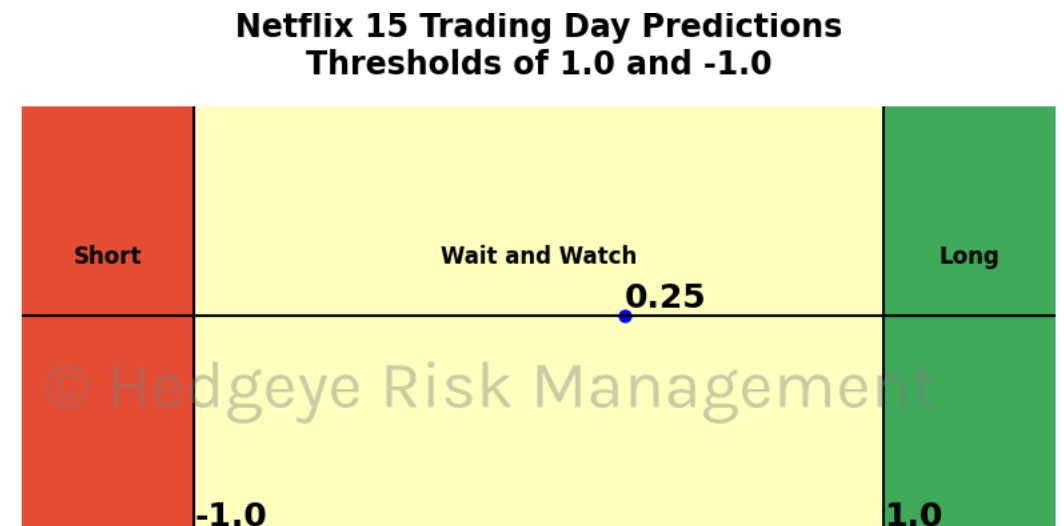 Netflix 15 Trading Day Predictions
Thresholds of 1.0 and -1.0
Short
Wait and Watch
Long
0.25
© Hedgeye Risk Management
-1.0
1.0